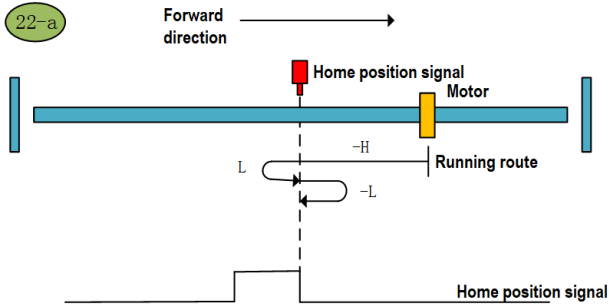 22-a
Forward
direction
Home position signal
Motor
-H
Running route
L
-L
Home position signal